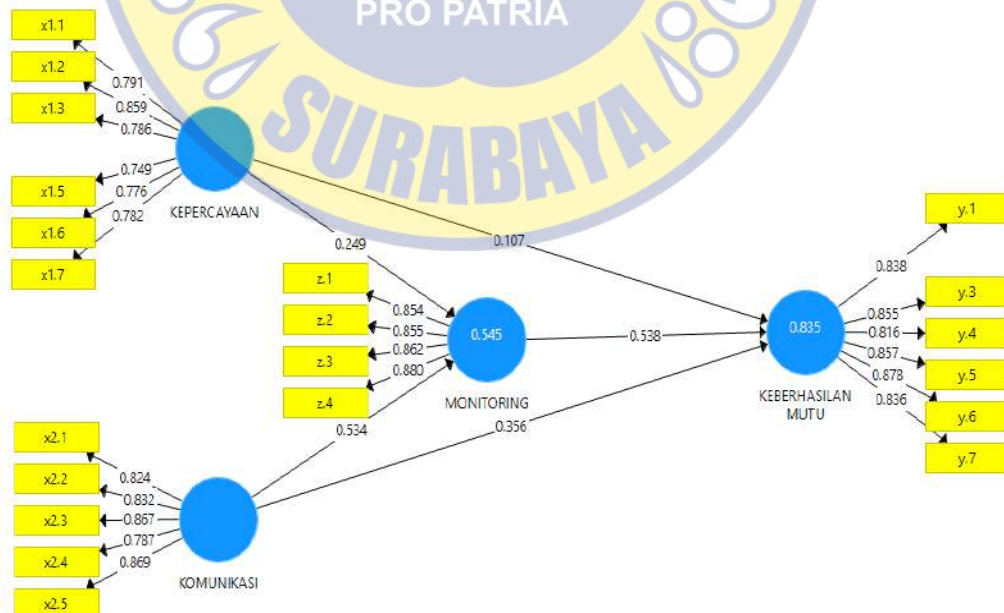 PRO PATRIA
SURABAYA
x1.1
x1.2
x1.3
x1.5
x1.6
x1.7
0.791
0.859
0.786
0.749
0.776
0.782
KEPERCAYAAN
0.249
0.107
z.1
z.2
z.3
z.4
0.854
0.855
0.862
0.880
0.545
MONITORING
0.538
0.534
0.356
x2.1
x2.2
x2.3
x2.4
x2.5
0.824
0.832
0.867
0.787
0.869
KOMUNIKASI
0.835
KEBERHASILAN
MUTU
0.838
0.855
0.816
0.857
0.878
0.836
y.1
y.3
y.4
y.5
y.6
y.7